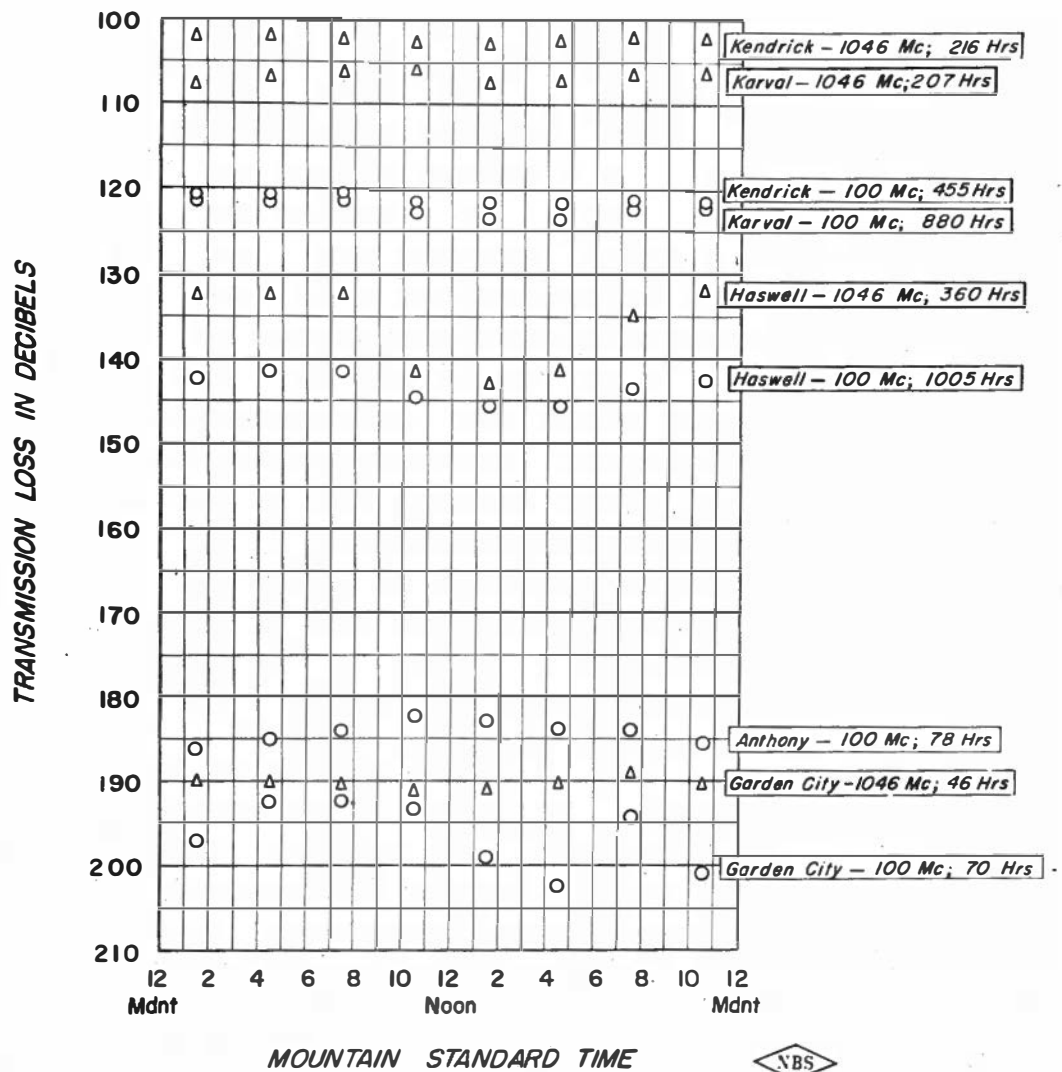 TRANSMISSION LOSS IN DECIBELS
100
110
120
130
140
150
160
170
180
190
200
210
Kendrick – 1046 Mc; 216 Hrs
Karval – 1046 Mc; 207 Hrs
Kendrick – 100 Mc; 455 Hrs
Karval – 100 Mc; 880 Hrs
Haswell – 1046 Mc; 360 Hrs
Haswell – 100 Mc; 1005 Hrs
Anthony – 100 Mc; 78 Hrs
Garden City – 1046 Mc; 46 Hrs
Garden City – 100 Mc; 70 Hrs
12 2 4 6 8 10 12 2 4 6 8 10 12
Mdnt Noon Mdnt
MOUNTAIN STANDARD TIME
NBS